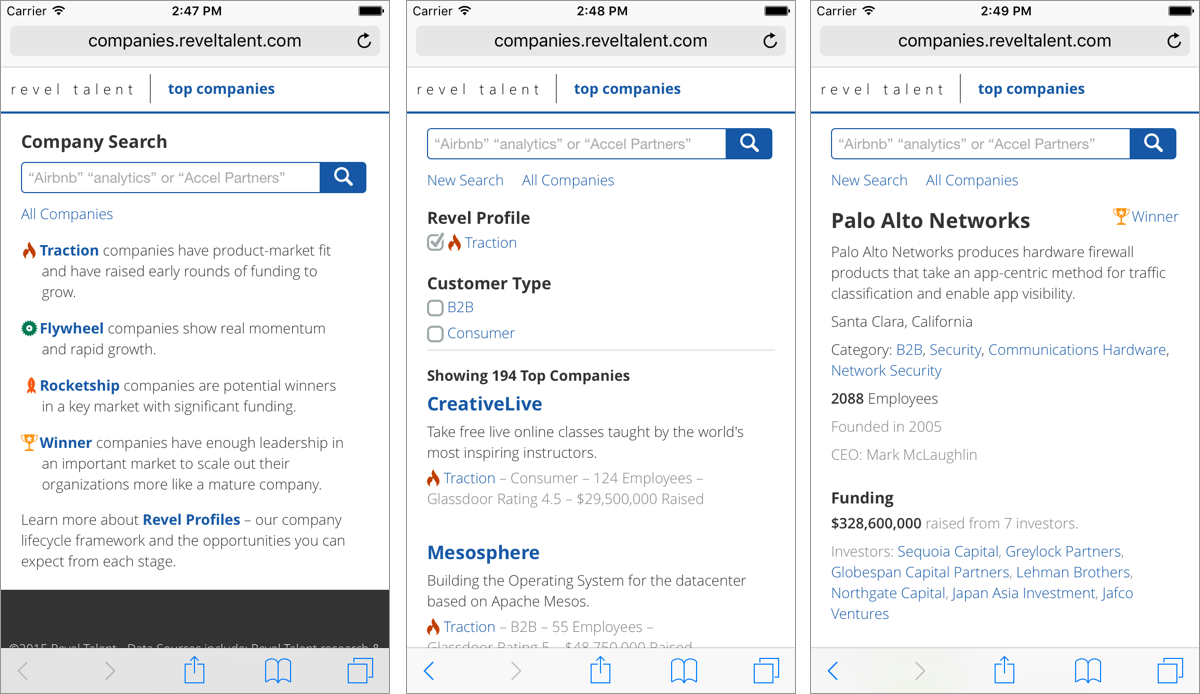 Carrier 2:47 PM
companies.reveltalent.com
revel talent top companies
Company Search
“Airbnb” “analytics” or “Accel Partners”
All Companies
Traction companies have product-market fit
and have raised early rounds of funding to
grow.
Flywheel companies show real momentum
and rapid growth.
Rocketship companies are potential winners
in a key market with significant funding.
Winner companies have enough leadership in
an important market to scale out their
organizations more like a mature company.
Learn more about Revel Profiles – our company
lifecycle framework and the opportunities you can
expect from each stage.
©2015 Revel Talent - Data Sources include: Revel Talent research &
Carrier 2:48 PM
companies.reveltalent.com
revel talent top companies
“Airbnb” “analytics” or “Accel Partners”
New Search All Companies
Revel Profile
Traction
Customer Type
B2B
Consumer
Showing 194 Top Companies
CreativeLive
Take free live online classes taught by the world's
most inspiring instructors.
Traction – Consumer – 124 Employees –
Glassdoor Rating 4.5 – $29,500,000 Raised
Mesosphere
Building the Operating System for the datacenter
based on Apache Mesos.
Traction – B2B – 55 Employees –
Glassdoor Rating 5 – $48,750,000 Raised
Carrier 2:49 PM
companies.reveltalent.com
revel talent top companies
“Airbnb” “analytics” or “Accel Partners”
New Search All Companies
Palo Alto Networks Winner
Palo Alto Networks produces hardware firewall
products that take an app-centric method for traffic
classification and enable app visibility.
Santa Clara, California
Category: B2B, Security, Communications Hardware,
Network Security
2088 Employees
Founded in 2005
CEO: Mark McLaughlin
Funding
$328,600,000 raised from 7 investors.
Investors: Sequoia Capital, Greylock Partners,
Globespan Capital Partners, Lehman Brothers,
Northgate Capital, Japan Asia Investment, Jafco
Ventures